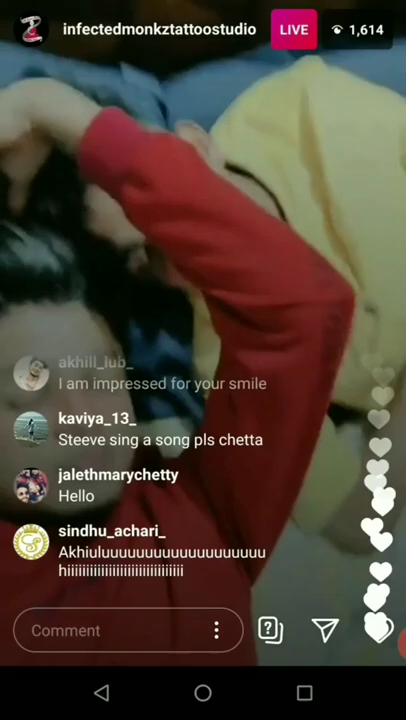 infectedmonkztattoostudio LIVE 1,614
akhill_lub_
I am impressed for your smile
kaviya_13_
Steeve sing a song pls chetta
jalethmarychetty
Hello
sindhu_achari_
Akhiuluuuuuuuuuuuuuuuuuuuu
hiiiiiiiiiiiiiiiiiiiiiiiiiiiiiii
Comment